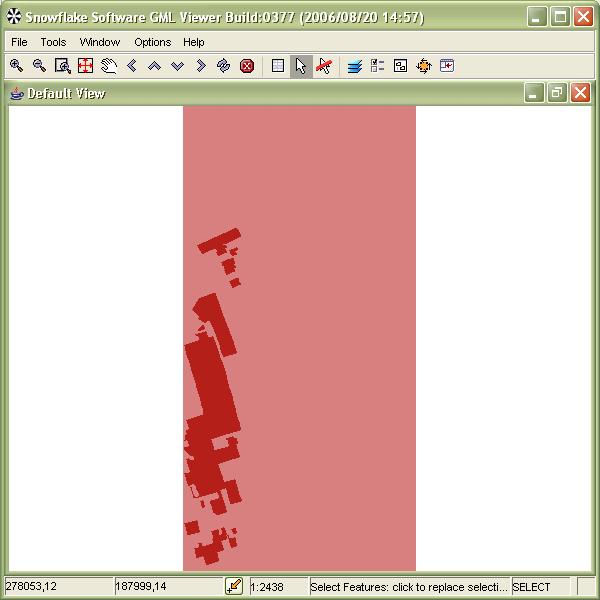 Snowflake Software GML Viewer Build:0377 (2006/08/20 14:57)
File Tools Window Options Help
Default View
278053,12 187999,14 1:2438 Select Features: click to replace selecti... SELECT